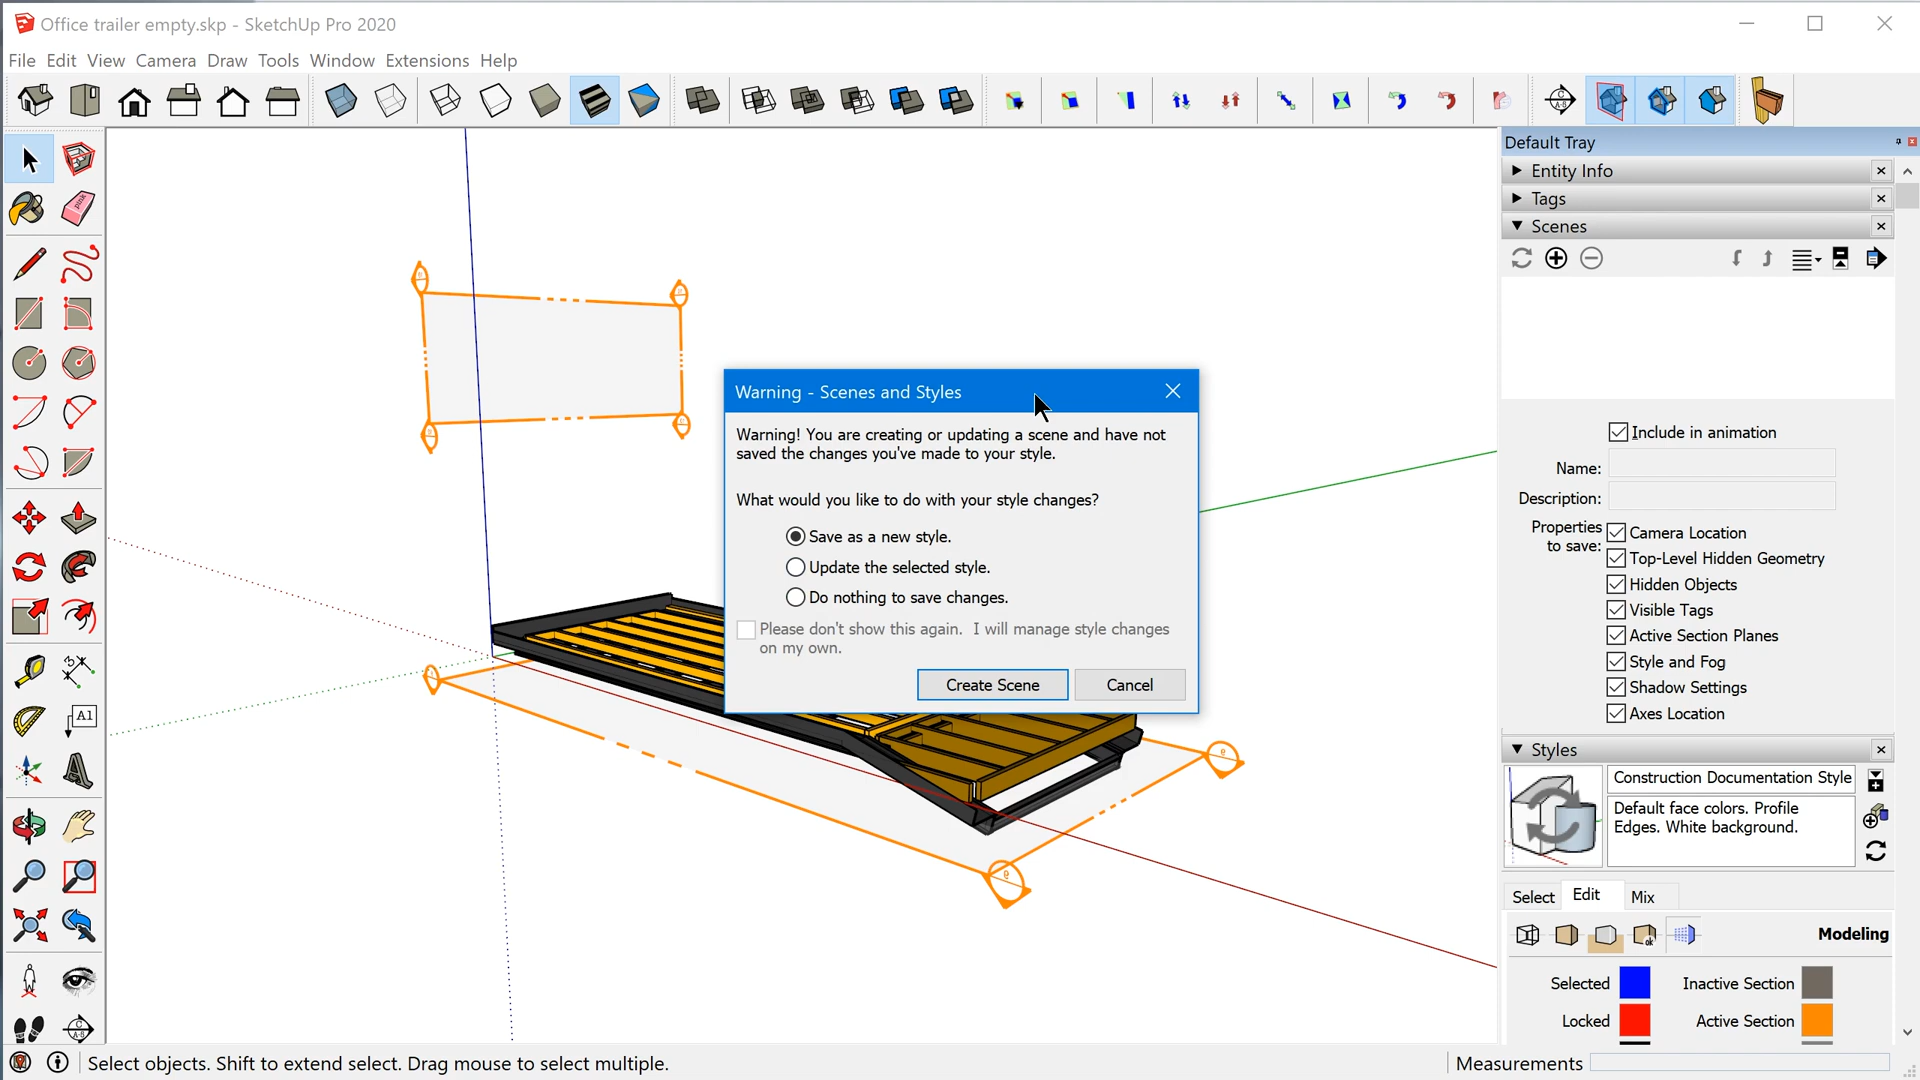 Office trailer empty.skp - SketchUp Pro 2020
File Edit View Camera Draw Tools Window Extensions Help
Default Tray
Entity Info
Tags
Scenes
Include in animation
Name:
Description:
Properties to save:
Camera Location
Top-Level Hidden Geometry
Hidden Objects
Visible Tags
Active Section Planes
Style and Fog
Shadow Settings
Axes Location
Warning - Scenes and Styles
Warning! You are creating or updating a scene and have not
saved the changes you've made to your style.
What would you like to do with your style changes?
Save as a new style.
Update the selected style.
Do nothing to save changes.
Please don't show this again. I will manage style changes
on my own.
Create Scene Cancel
Styles
Construction Documentation Style
Default face colors. Profile
Edges. White background.
Select Edit Mix
Modeling
Selected Inactive Section
Locked Active Section
A1
Select objects. Shift to extend select. Drag mouse to select multiple.
Measurements